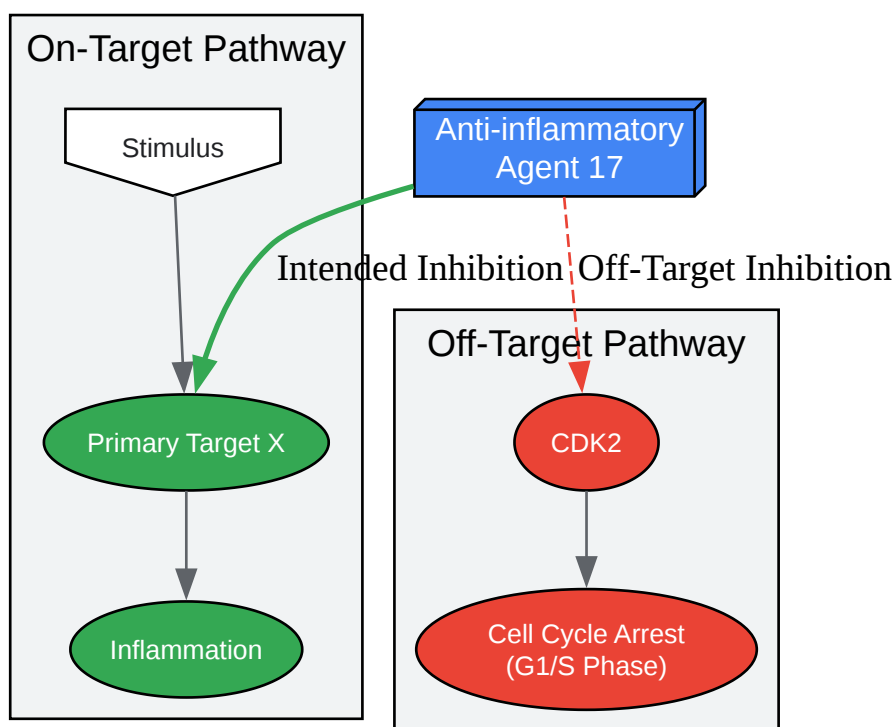 On-Target Pathway
Stimulus
Anti-inflammatory
Agent 17
Intended Inhibition
Off-Target Inhibition
Off-Target Pathway
Primary Target X
CDK2
Inflammation
Cell Cycle Arrest
(G1/S Phase)